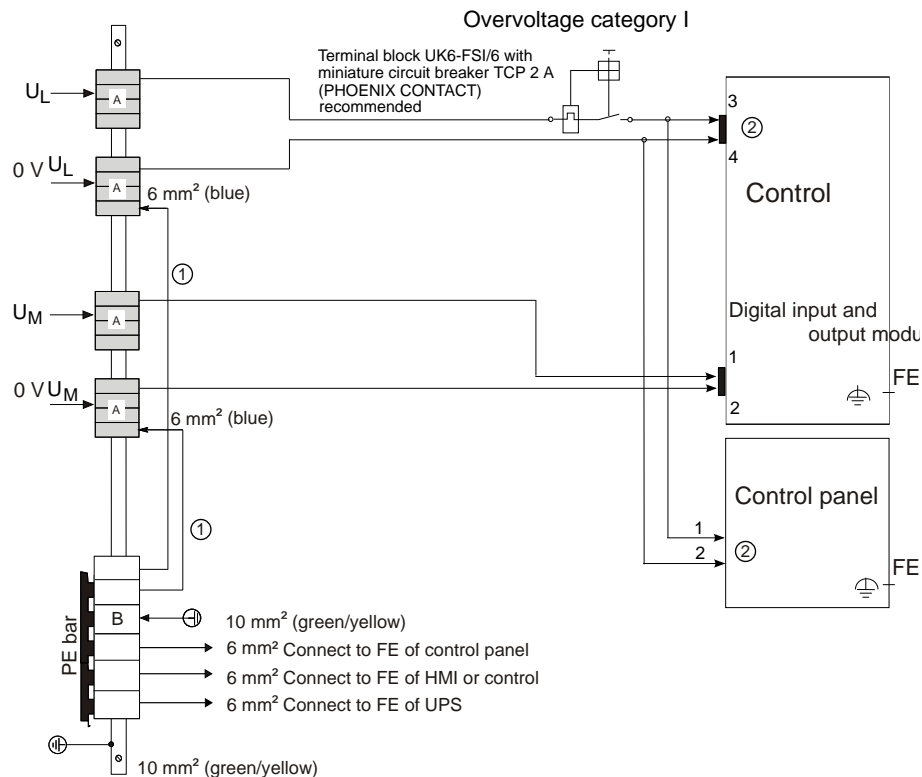 Overvoltage category I
Terminal block UK6-FSI/6 with
miniature circuit breaker TCP 2 A
(PHOENIX CONTACT)
recommended
UL
A
3
2
4
0 V UL
A
6 mm² (blue)
Control
1
UM
A
Digital input and
output modu
1
FE
0 V UM
A
2
6 mm² (blue)
Control panel
1
1
2
2
FE
PE bar
B
10 mm² (green/yellow)
6 mm² Connect to FE of control panel
6 mm² Connect to FE of HMI or control
6 mm² Connect to FE of UPS
10 mm² (green/yellow)